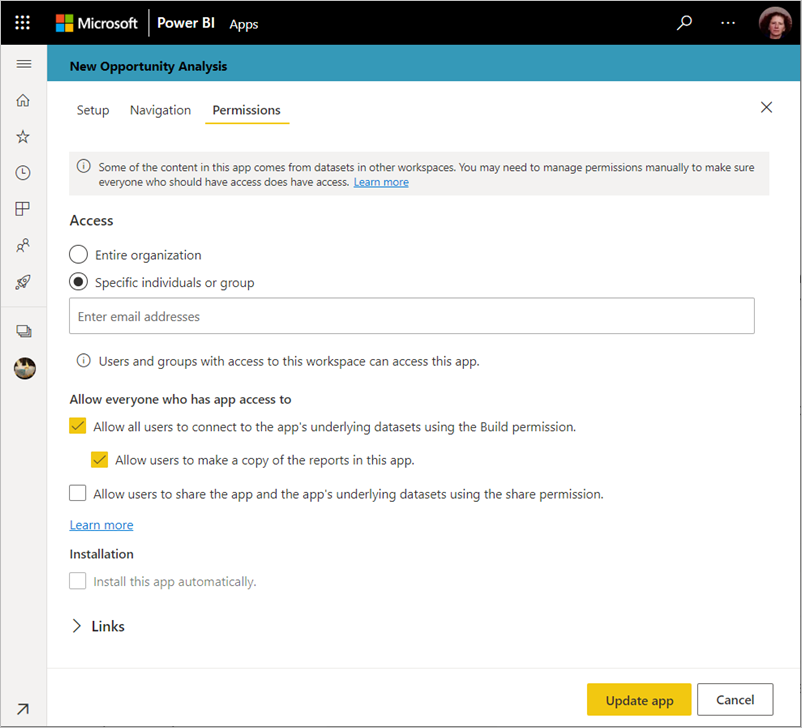 Microsoft Power BI Apps
New Opportunity Analysis
Setup Navigation Permissions
Some of the content in this app comes from datasets in other workspaces. You may need to manage permissions manually to make sure
everyone who should have access does have access. Learn more
Access
Entire organization
Specific individuals or group
Enter email addresses
Users and groups with access to this workspace can access this app.
Allow everyone who has app access to
Allow all users to connect to the app's underlying datasets using the Build permission.
Allow users to make a copy of the reports in this app.
Allow users to share the app and the app's underlying datasets using the share permission.
Learn more
Installation
Install this app automatically.
Links
Update app Cancel